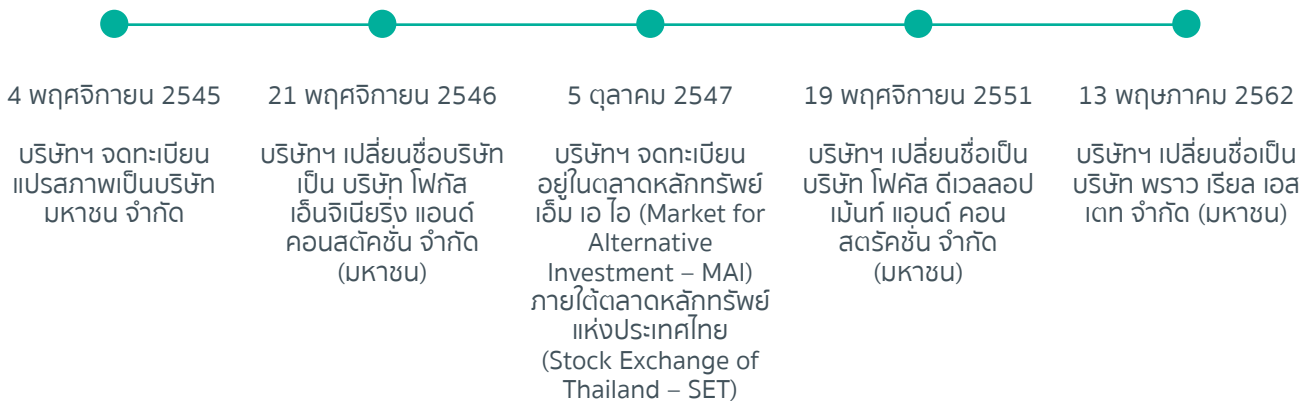 4 พฤศจิกายน 2545
บริษัทฯ จดทะเบียน
แปรสภาพเป็นบริษัท
มหาชน จำกัด
21 พฤศจิกายน 2546
บริษัทฯ เปลี่ยนชื่อบริษัท
เป็น บริษัท โฟกัส
เอ็นจิเนียริ่ง แอนด์
คอนสตัคชั่น จำกัด
(มหาชน)
5 ตุลาคม 2547
บริษัทฯ จดทะเบียน
อยู่ในตลาดหลักทรัพย์
เอ็ม เอ ไอ (Market for
Alternative
Investment – MAI)
ภายใต้ตลาดหลักทรัพย์
แห่งประเทศไทย
(Stock Exchange of
Thailand – SET)
19 พฤศจิกายน 2551
บริษัทฯ เปลี่ยนชื่อเป็น
บริษัท โฟคัส ดีเวลลอป
เม้นท์ แอนด์ คอน
สตรัคชั่น จำกัด
(มหาชน)
13 พฤษภาคม 2562
บริษัทฯ เปลี่ยนชื่อเป็น
บริษัท พราว เรียล เอส
เตท จำกัด (มหาชน)